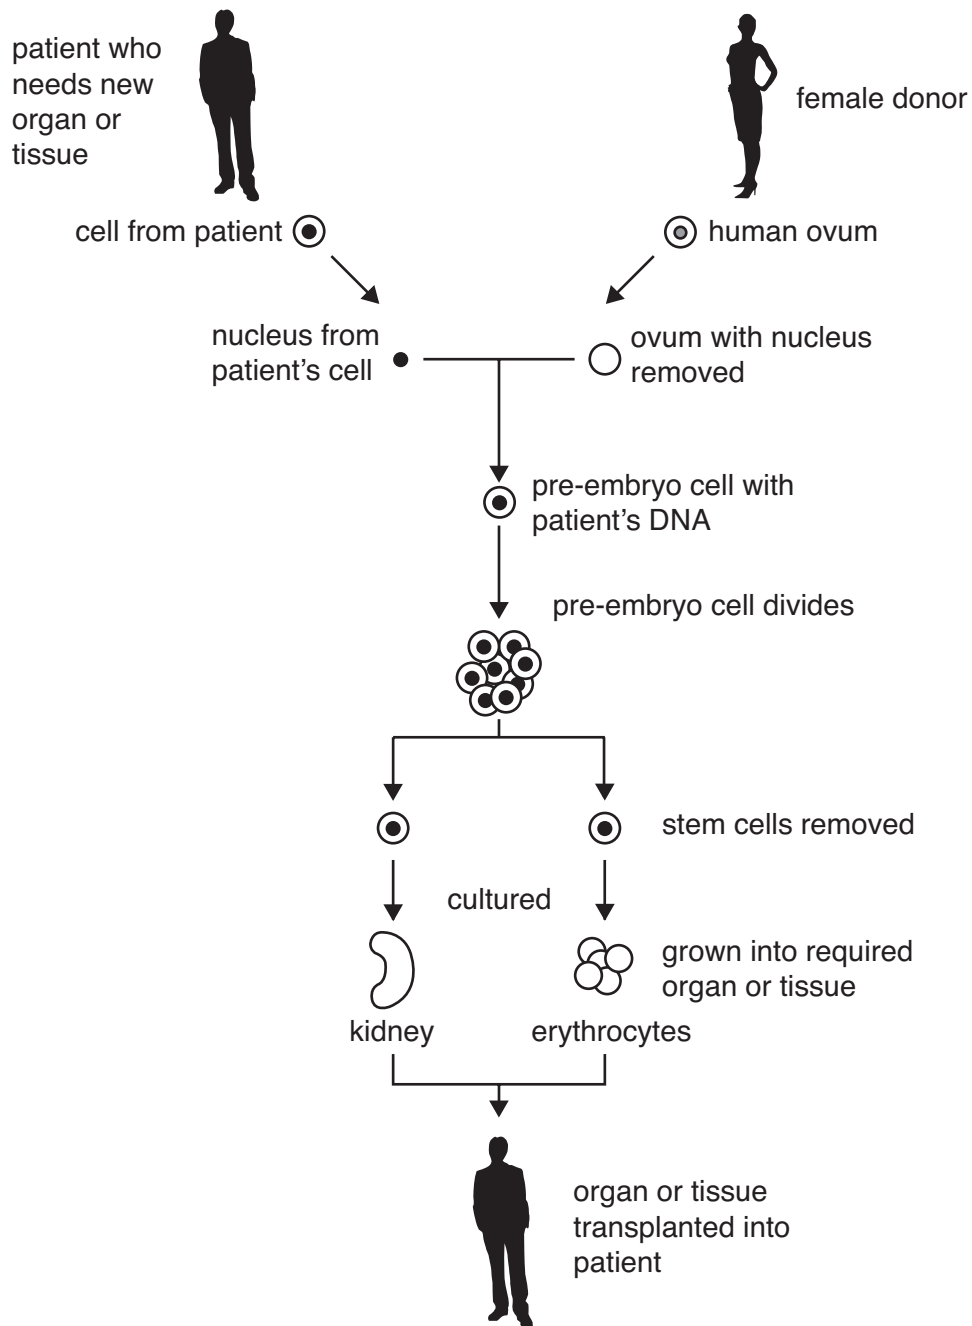 patient who
needs new
organ or
tissue
female donor
cell from patient
human ovum
nucleus from
patient’s cell
ovum with nucleus
removed
pre-embryo cell with
patient’s DNA
pre-embryo cell divides
stem cells removed
cultured
grown into required
organ or tissue
kidney
erythrocytes
organ or tissue
transplanted into
patient